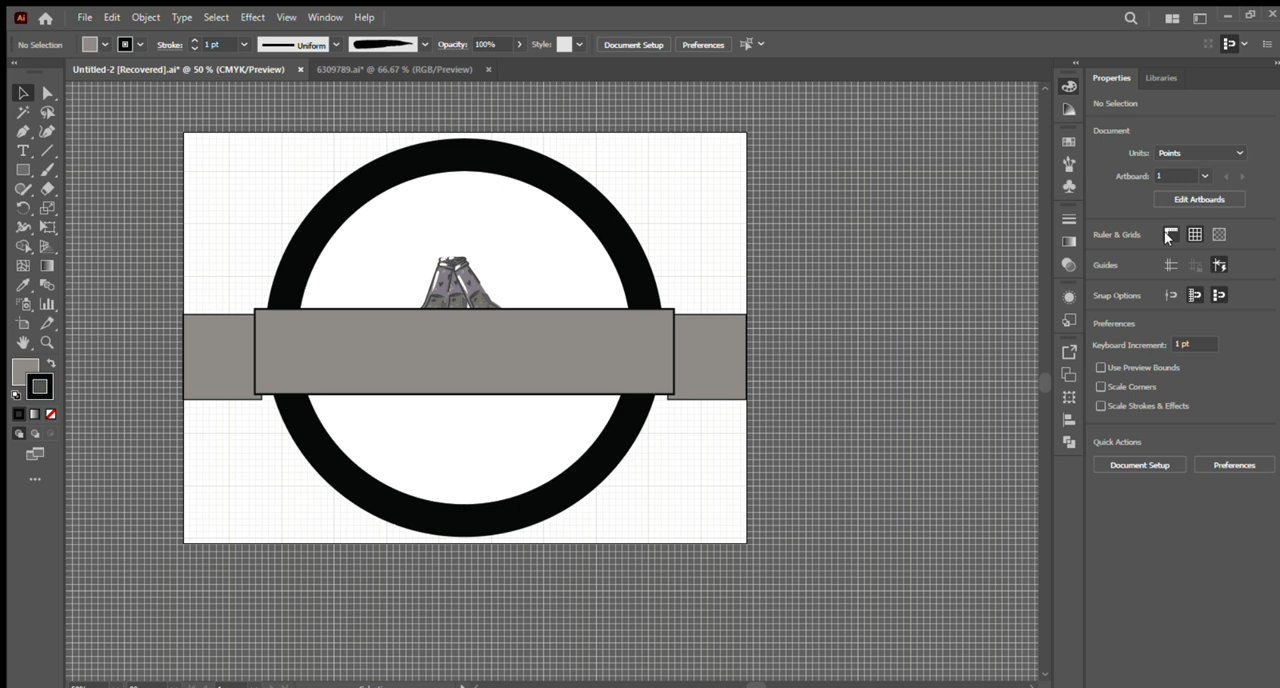 Ai File Edit Object Type Select Effect View Window Help
No Selection Stroke: 1 pt Uniform Opacity: 100% Style: Document Setup Preferences
Untitled-2 [Recovered].ai* @ 50 % (CMYK/Preview) × 6309789.ai* @ 66.67 % (RGB/Preview) ×
Properties Libraries
No Selection
Document
Units: Points
Artboard: 1
Edit Artboards
Ruler & Grids
Guides
Snap Options
Preferences
Keyboard Increment: 1 pt
Use Preview Bounds
Scale Corners
Scale Strokes & Effects
Quick Actions
Document Setup Preferences